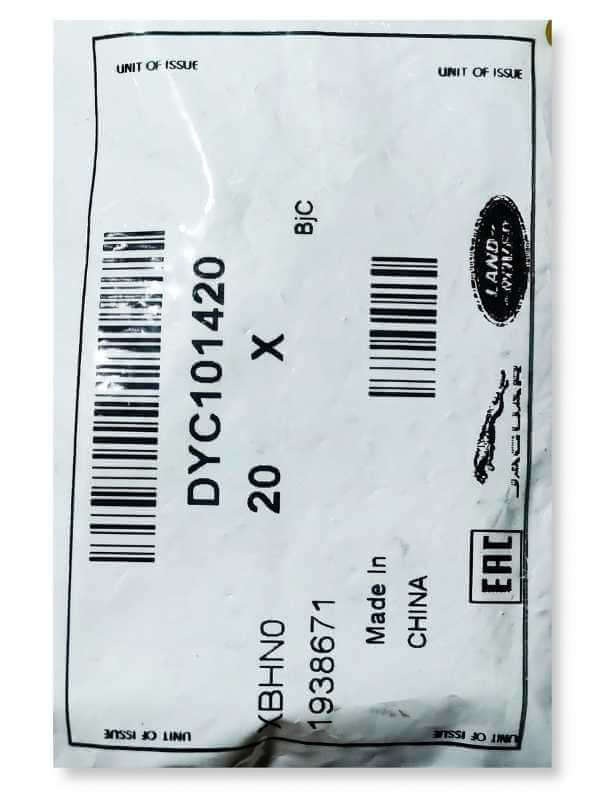 UNIT OF ISSUE
UNIT OF ISSUE
DYC101420
20 X
BjC
XBHN0
1938671
Made In
CHINA
LAND ROVER
JAGUAR
EAC
UNIT OF ISSUE
UNIT OF ISSUE